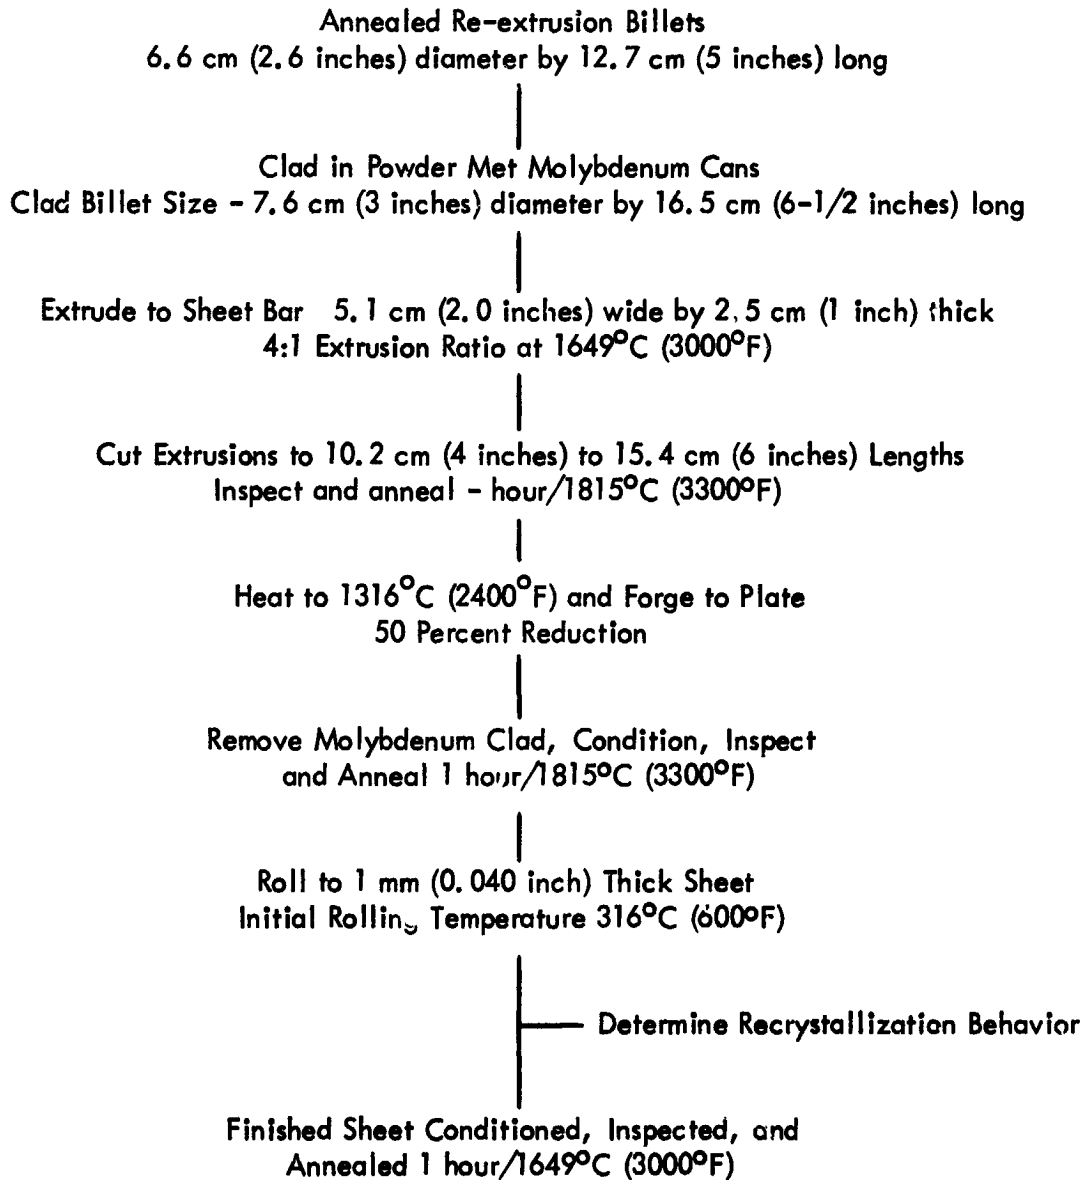 Annealed Re-extrusion Billets
6.6 cm (2.6 inches) diameter by 12.7 cm (5 inches) long
Clad in Powder Met Molybdenum Cans
Clad Billet Size - 7.6 cm (3 inches) diameter by 16.5 cm (6-1/2 inches) long
Extrude to Sheet Bar 5.1 cm (2.0 inches) wide by 2.5 cm (1 inch) thick
4:1 Extrusion Ratio at 1649°C (3000°F)
Cut Extrusions to 10.2 cm (4 inches) to 15.4 cm (6 inches) Lengths
Inspect and anneal - hour/1815°C (3300°F)
Heat to 1316°C (2400°F) and Forge to Plate
50 Percent Reduction
Remove Molybdenum Clad, Condition, Inspect
and Anneal 1 hour/1815°C (3300°F)
Roll to 1 mm (0.040 inch) Thick Sheet
Initial Rolling Temperature 316°C (600°F)
Determine Recrystallization Behavior
Finished Sheet Conditioned, Inspected, and
Annealed 1 hour/1649°C (3000°F)